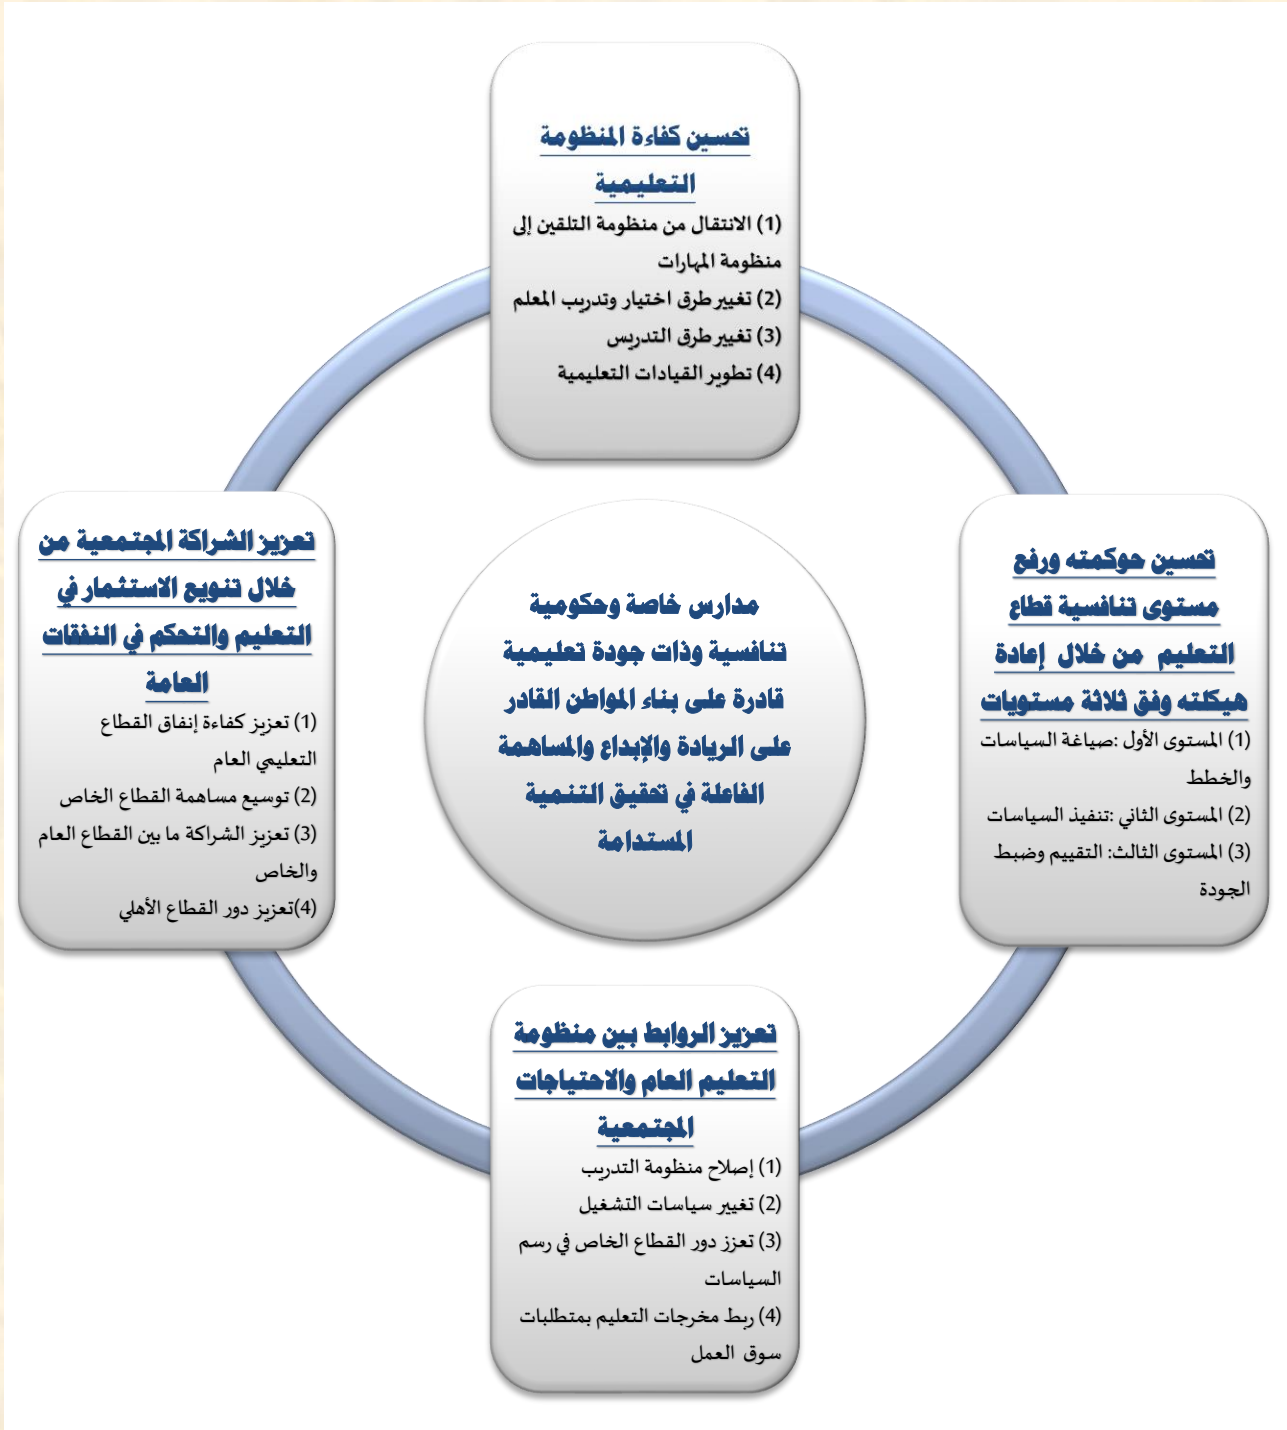 تحسين كفاءة المنظومة
التعليمية
(1) الانتقال من منظومة التلقين إلى
منظومة المهارات
(2) تغيير طرق اختيار وتدريب المعلم
(3) تغيير طرق التدريس
(4) تطوير القيادات التعليمية
تحسين حوكمته ورفع
مستوى تنافسية قطاع
التعليم من خلال إعادة
هيكلته وفق ثلاثة مستويات
(1) المستوى الأول :صياغة السياسات
والخطط
(2) المستوى الثاني :تنفيذ السياسات
(3) المستوى الثالث: التقييم وضبط
الجودة
مدارس خاصة وحكومية
تنافسية وذات جودة تعليمية
قادرة على بناء المواطن القادر
على الريادة والإبداع والمساهمة
الفاعلة في تحقيق التنمية
المستدامة
تعزيز الشراكة المجتمعية من
خلال تنويع الاستثمار في
التعليم والتحكم في النفقات
العامة
(1) تعزيز كفاءة إنفاق القطاع
التعليمي العام
(2) توسيع مساهمة القطاع الخاص
(3) تعزيز الشراكة ما بين القطاع العام
والخاص
(4)تعزيز دور القطاع الأهلي
تعزيز الروابط بين منظومة
التعليم العام والاحتياجات
المجتمعية
(1) إصلاح منظومة التدريب
(2) تغيير سياسات التشغيل
(3) تعزز دور القطاع الخاص في رسم
السياسات
(4) ربط مخرجات التعليم بمتطلبات
سوق العمل